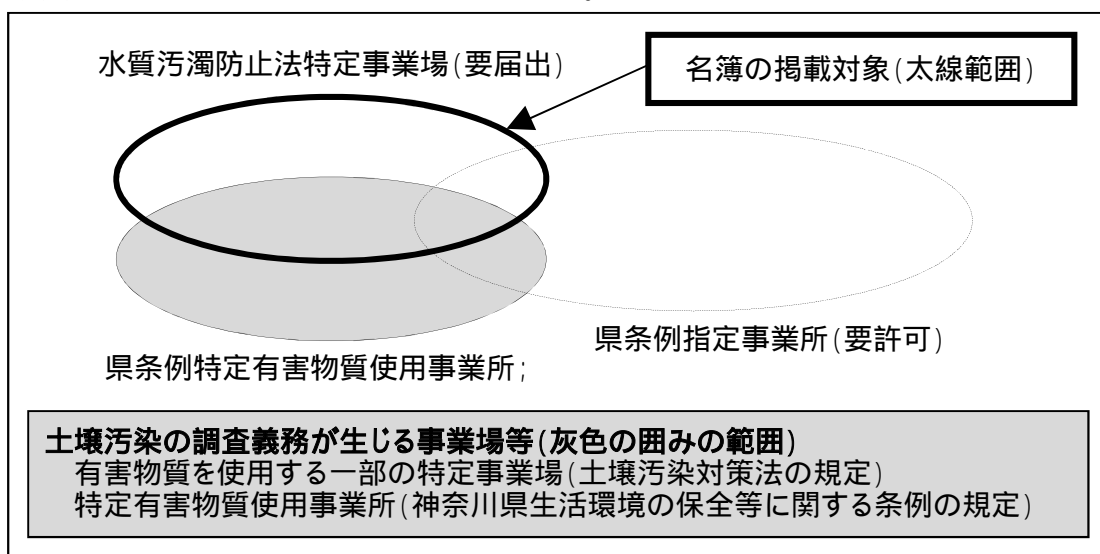 水質汚濁防止法特定事業場(要届出)
名簿の掲載対象(太線範囲)
県条例指定事業所(要許可)
県条例特定有害物質使用事業所;
土壌汚染の調査義務が生じる事業場等(灰色の囲みの範囲)
有害物質を使用する一部の特定事業場(土壌汚染対策法の規定)
特定有害物質使用事業所(神奈川県生活環境の保全等に関する条例の規定)